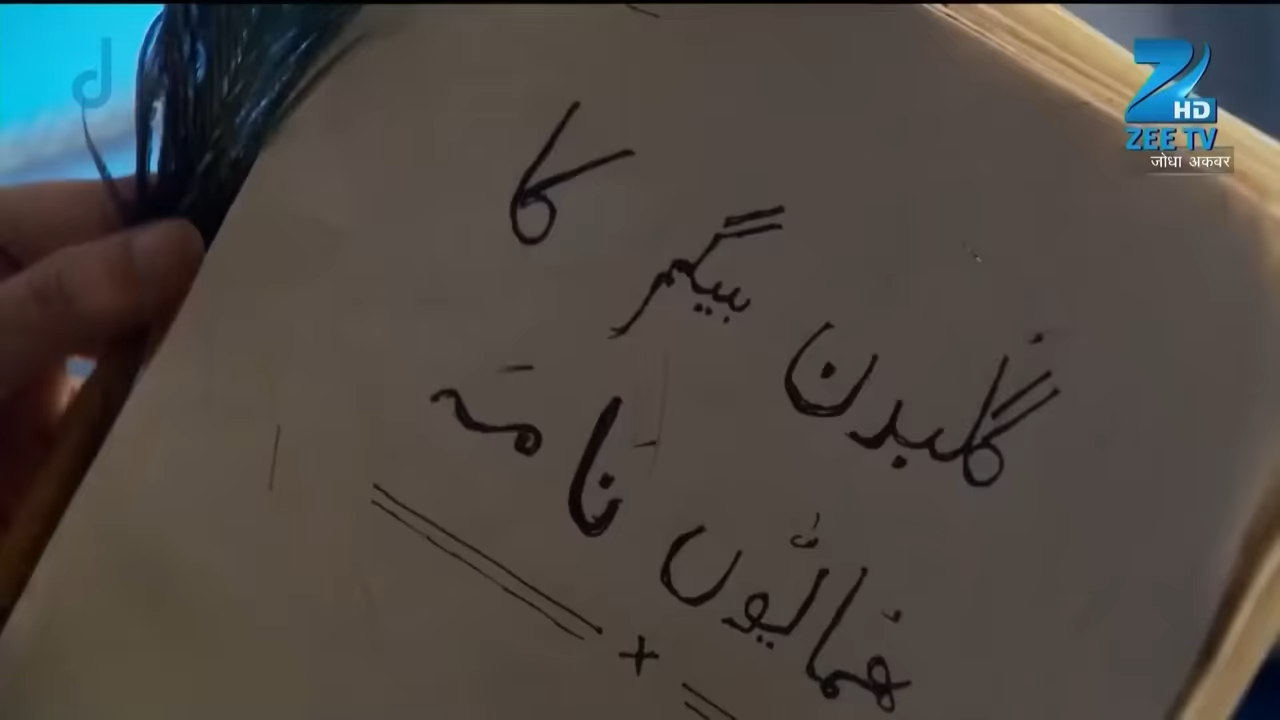 گلبدن بیگم کا
ہمایوں نامہ
HD
ZEE TV
जोधा अकबर